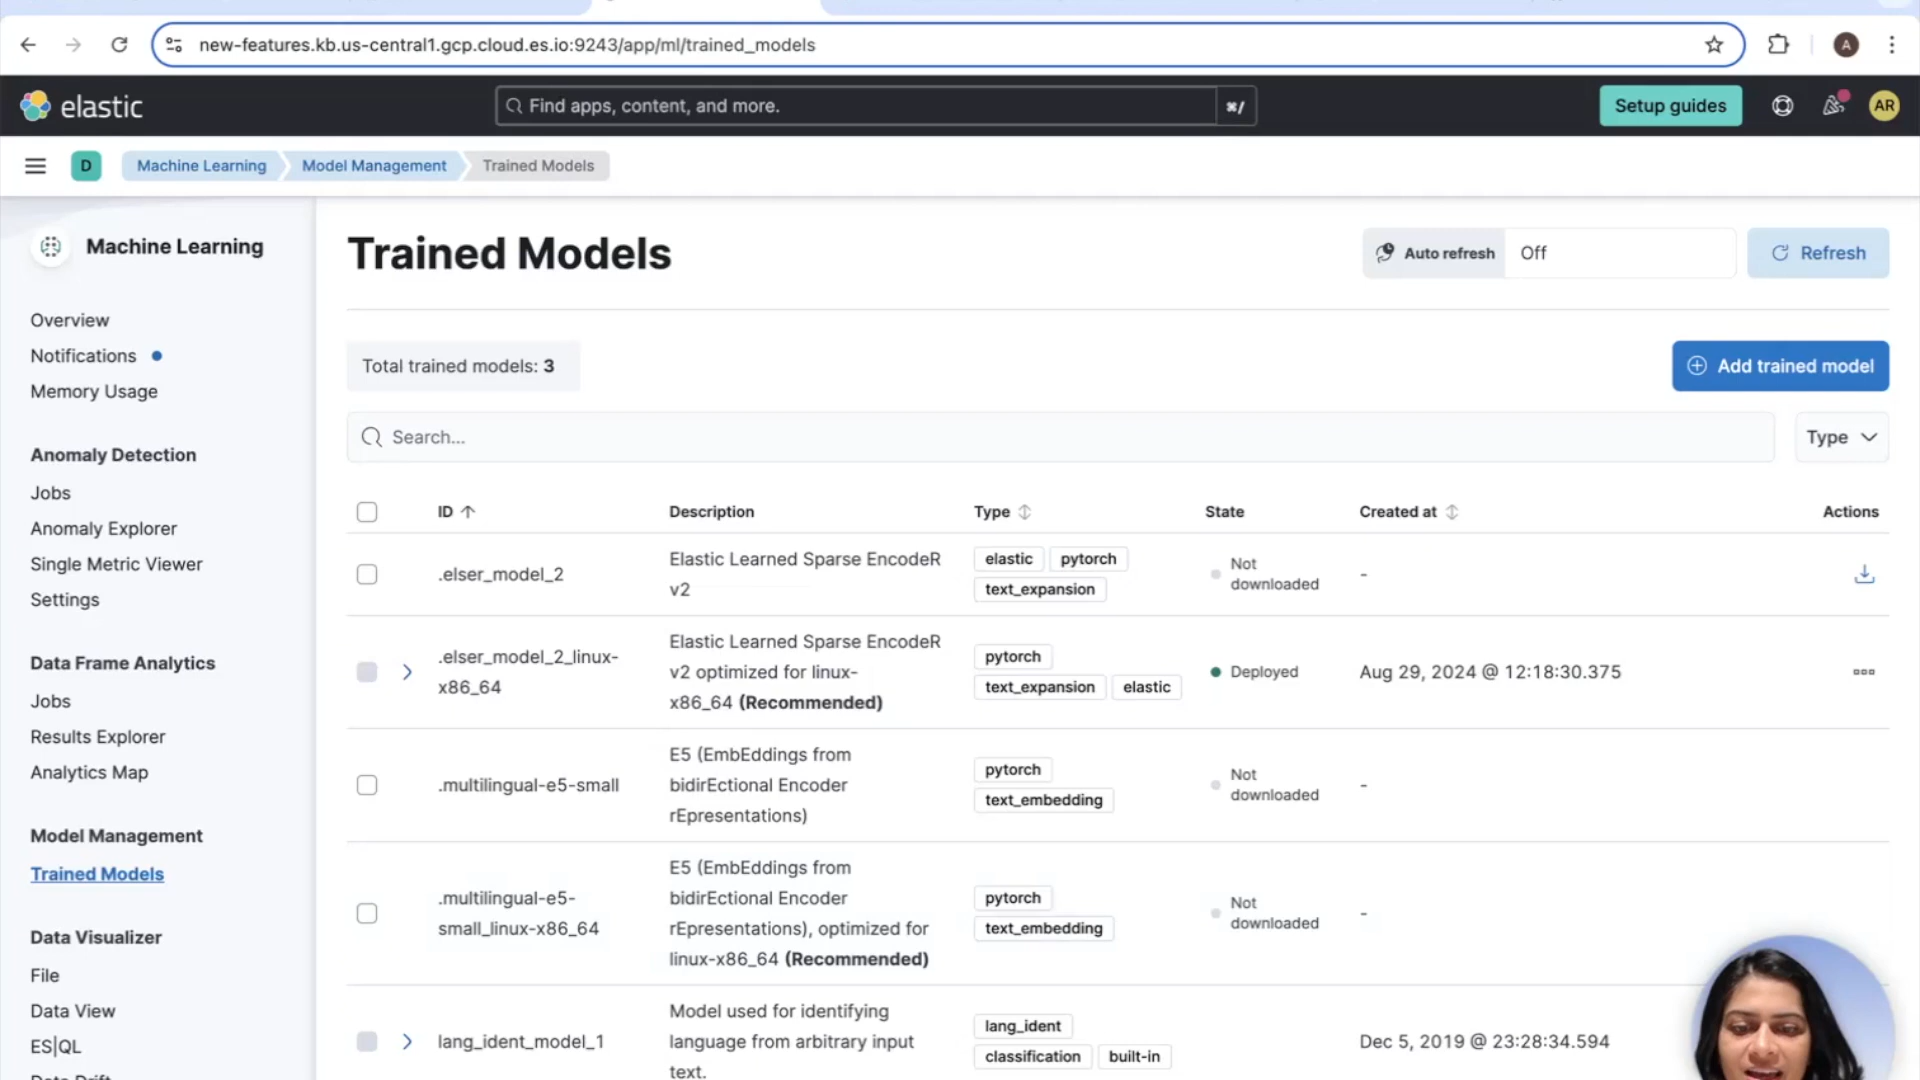 new-features.kb.us-central1.gcp.cloud.es.io:9243/app/ml/trained_models
A
elastic
Find apps, content, and more.
⌘/
Setup guides
AR
D
Machine Learning
Model Management
Trained Models
Machine Learning
Overview
Notifications
Memory Usage
Anomaly Detection
Jobs
Anomaly Explorer
Single Metric Viewer
Settings
Data Frame Analytics
Jobs
Results Explorer
Analytics Map
Model Management
Trained Models
Data Visualizer
File
Data View
ES|QL
Data Drift
Trained Models
Auto refresh
Off
Refresh
Total trained models: 3
Add trained model
Search...
Type
ID
Description
Type
State
Created at
Actions
.elser_model_2
Elastic Learned Sparse EncodeR
v2
elastic
pytorch
text_expansion
Not
downloaded
-
.elser_model_2_linux-
x86_64
Elastic Learned Sparse EncodeR
v2 optimized for linux-
x86_64 (Recommended)
pytorch
text_expansion
elastic
Deployed
Aug 29, 2024 @ 12:18:30.375
.multilingual-e5-small
E5 (EmbEddings from
bidirEctional Encoder
rEpresentations)
pytorch
text_embedding
Not
downloaded
-
.multilingual-e5-
small_linux-x86_64
E5 (EmbEddings from
bidirEctional Encoder
rEpresentations), optimized for
linux-x86_64 (Recommended)
pytorch
text_embedding
Not
downloaded
-
lang_ident_model_1
Model used for identifying
language from arbitrary input
text.
lang_ident
classification
built-in
Dec 5, 2019 @ 23:28:34.594